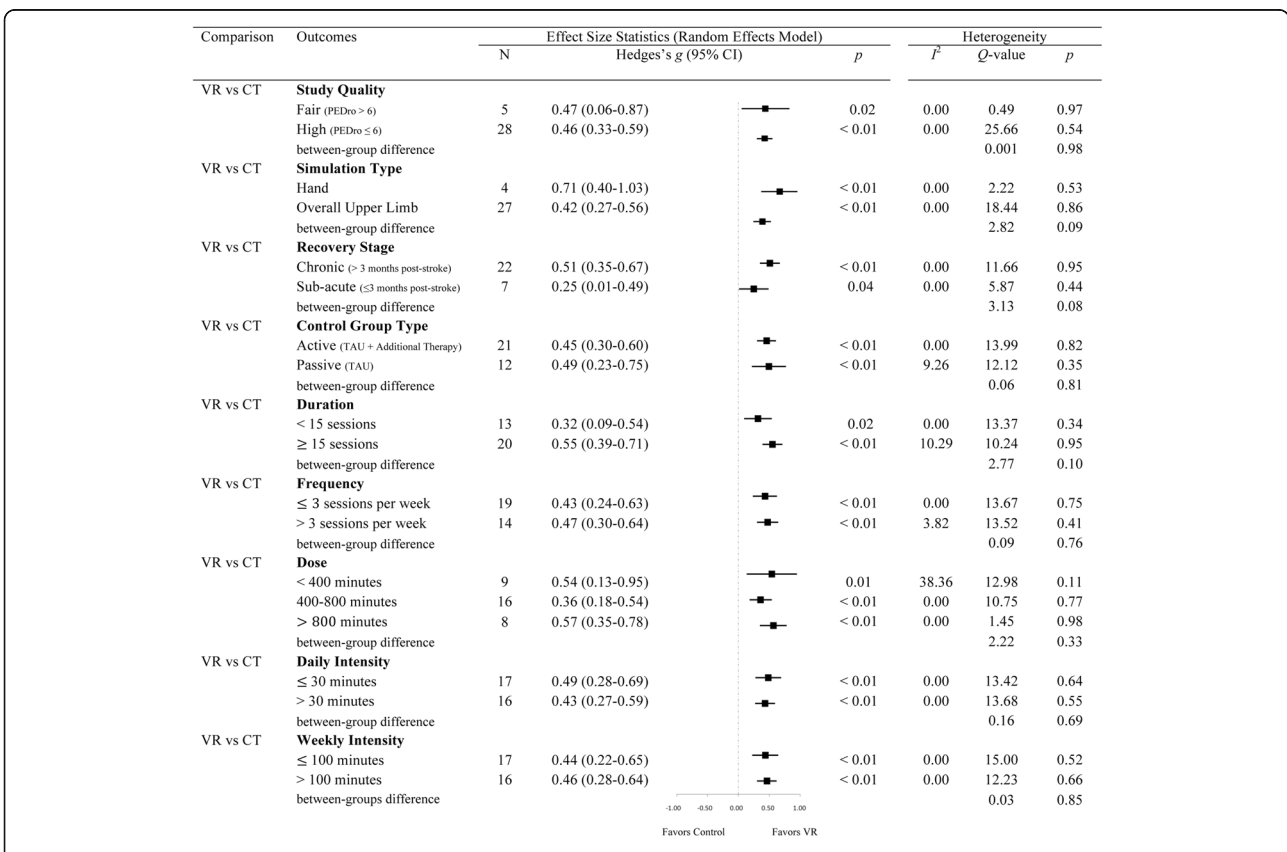 Comparison Outcomes Effect Size Statistics (Random Effects Model) Heterogeneity
N Hedges's g (95% CI) p I² Q-value p
VR vs CT Study Quality
Fair (PEDro > 6) 5 0.47 (0.06-0.87) 0.02 0.00 0.49 0.97
High (PEDro ≤ 6) 28 0.46 (0.33-0.59) < 0.01 0.00 25.66 0.54
between-group difference 0.001 0.98
VR vs CT Simulation Type
Hand 4 0.71 (0.40-1.03) < 0.01 0.00 2.22 0.53
Overall Upper Limb 27 0.42 (0.27-0.56) < 0.01 0.00 18.44 0.86
between-group difference 2.82 0.09
VR vs CT Recovery Stage
Chronic (> 3 months post-stroke) 22 0.51 (0.35-0.67) < 0.01 0.00 11.66 0.95
Sub-acute (≤3 months post-stroke) 7 0.25 (0.01-0.49) 0.04 0.00 5.87 0.44
between-group difference 3.13 0.08
VR vs CT Control Group Type
Active (TAU + Additional Therapy) 21 0.45 (0.30-0.60) < 0.01 0.00 13.99 0.82
Passive (TAU) 12 0.49 (0.23-0.75) < 0.01 9.26 12.12 0.35
between-group difference 0.06 0.81
VR vs CT Duration
< 15 sessions 13 0.32 (0.09-0.54) 0.02 0.00 13.37 0.34
≥ 15 sessions 20 0.55 (0.39-0.71) < 0.01 10.29 10.24 0.95
between-group difference 2.77 0.10
VR vs CT Frequency
≤ 3 sessions per week 19 0.43 (0.24-0.63) < 0.01 0.00 13.67 0.75
> 3 sessions per week 14 0.47 (0.30-0.64) < 0.01 3.82 13.52 0.41
between-group difference 0.09 0.76
VR vs CT Dose
< 400 minutes 9 0.54 (0.13-0.95) 0.01 38.36 12.98 0.11
400-800 minutes 16 0.36 (0.18-0.54) < 0.01 0.00 10.75 0.77
> 800 minutes 8 0.57 (0.35-0.78) < 0.01 0.00 1.45 0.98
between-group difference 2.22 0.33
VR vs CT Daily Intensity
≤ 30 minutes 17 0.49 (0.28-0.69) < 0.01 0.00 13.42 0.64
> 30 minutes 16 0.43 (0.27-0.59) < 0.01 0.00 13.68 0.55
between-group difference 0.16 0.69
VR vs CT Weekly Intensity
≤ 100 minutes 17 0.44 (0.22-0.65) < 0.01 0.00 15.00 0.52
> 100 minutes 16 0.46 (0.28-0.64) < 0.01 0.00 12.23 0.66
between-groups difference 0.03 0.85
-1.00 -0.50 0.00 0.50 1.00
Favors Control Favors VR